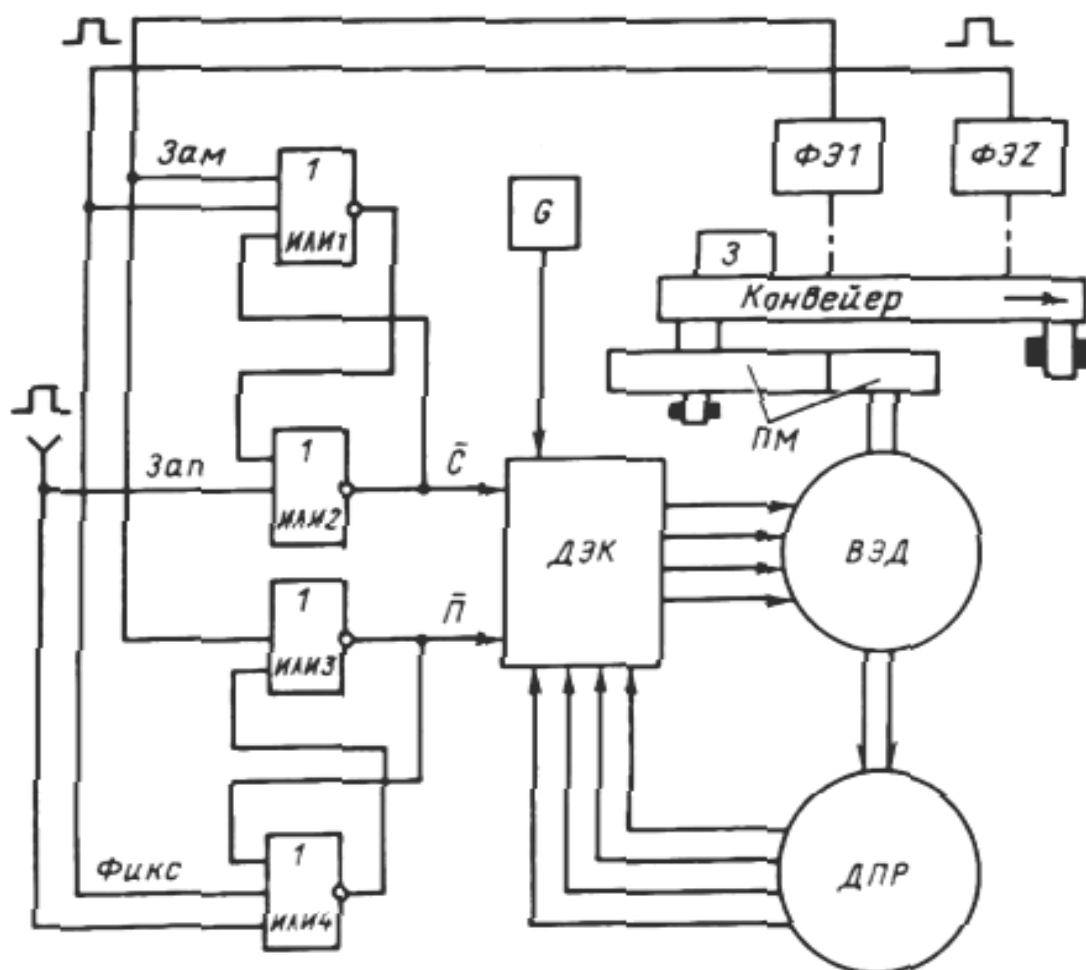 ФЭ1
ФЭ2
Зам
1
ИЛИ1
G
З
Конвейер
ПМ
Зап
1
ИЛИ2
C̄
ДЭК
ВЭД
1
ИЛИ3
П̄
Фикс
1
ИЛИ4
ДПР